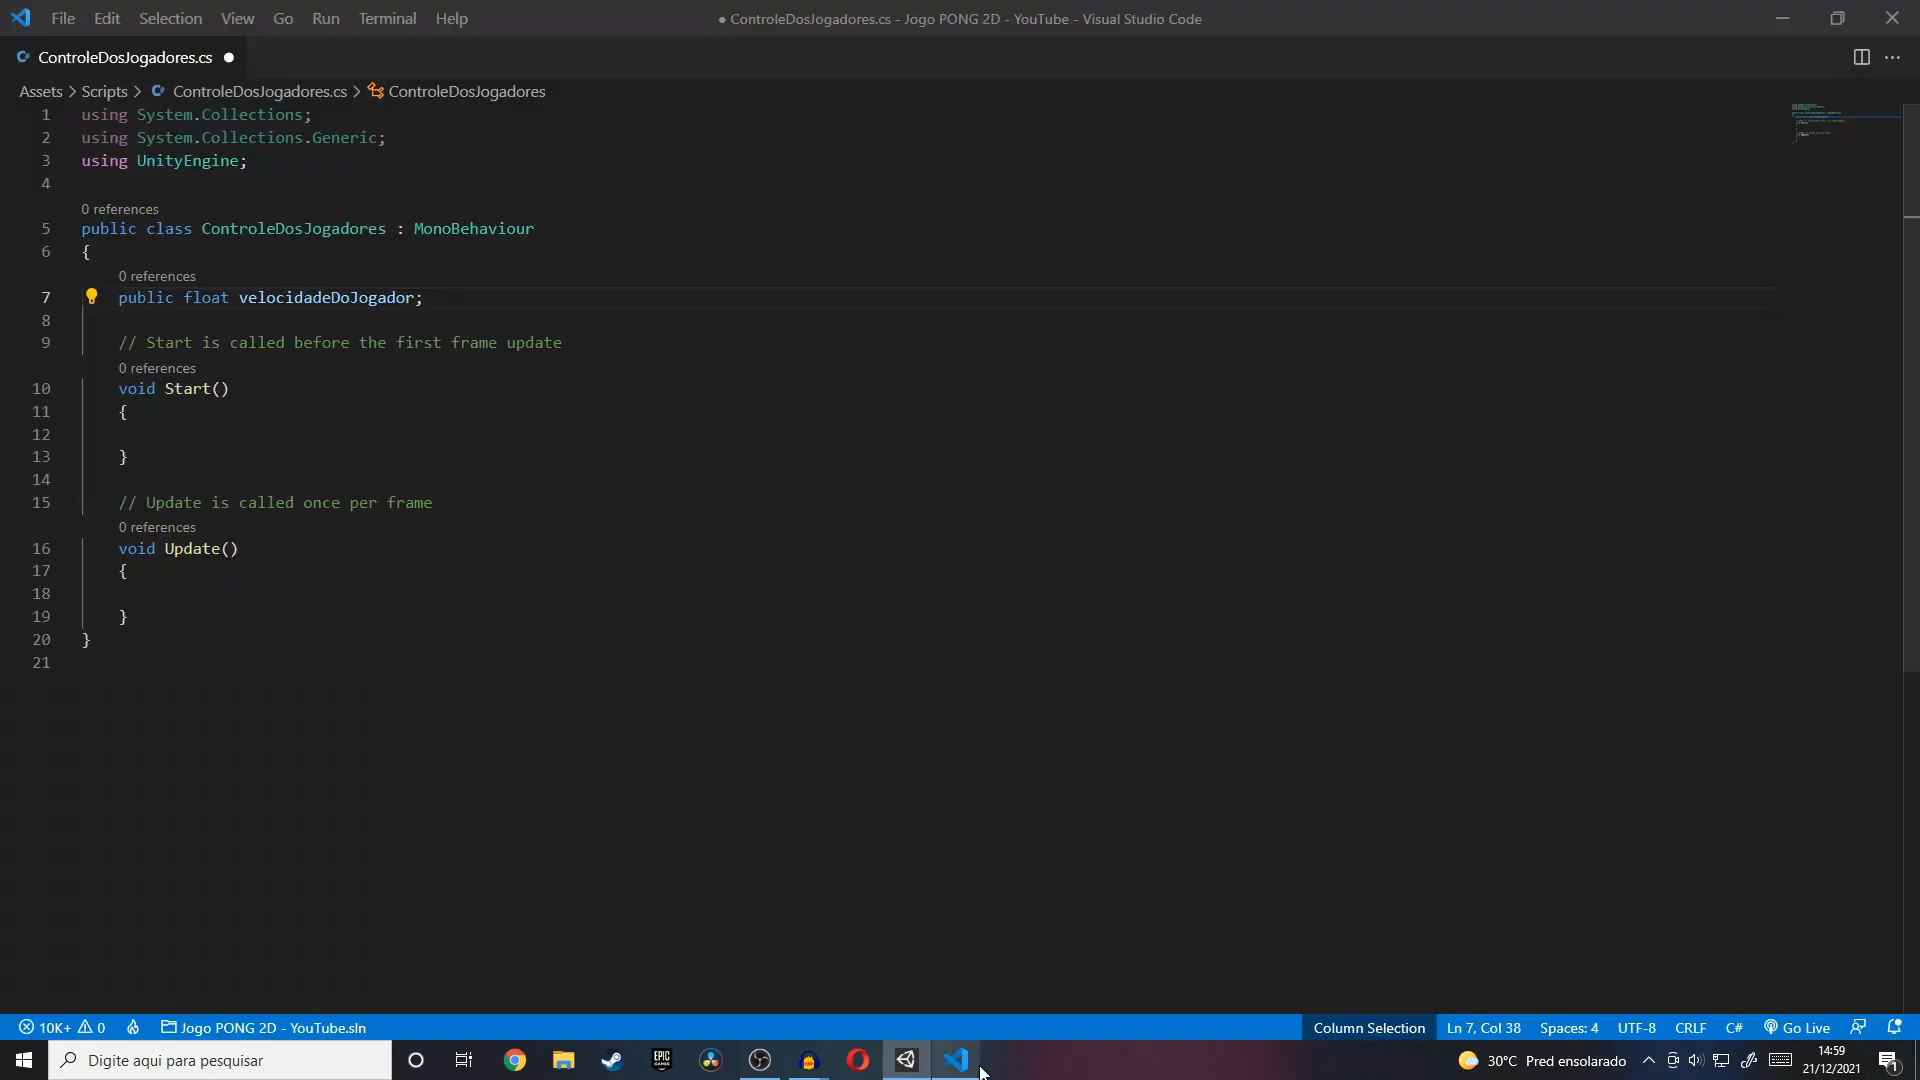 File Edit Selection View Go Run Terminal Help
● ControleDosJogadores.cs - Jogo PONG 2D - YouTube - Visual Studio Code
ControleDosJogadores.cs ●
Assets > Scripts > ControleDosJogadores.cs > ControleDosJogadores
1 using System.Collections;
2 using System.Collections.Generic;
3 using UnityEngine;
4
0 references
5 public class ControleDosJogadores : MonoBehaviour
6 {
0 references
7 public float velocidadeDoJogador;
8
9 // Start is called before the first frame update
0 references
10 void Start()
11 {
12
13 }
14
15 // Update is called once per frame
0 references
16 void Update()
17 {
18
19 }
20 }
21
10K+ 0 Jogo PONG 2D - YouTube.sln Column Selection Ln 7, Col 38 Spaces: 4 UTF-8 CRLF C# Go Live
Digite aqui para pesquisar
EPIC GAMES
30°C Pred ensolarado
14:59
21/12/2021
1